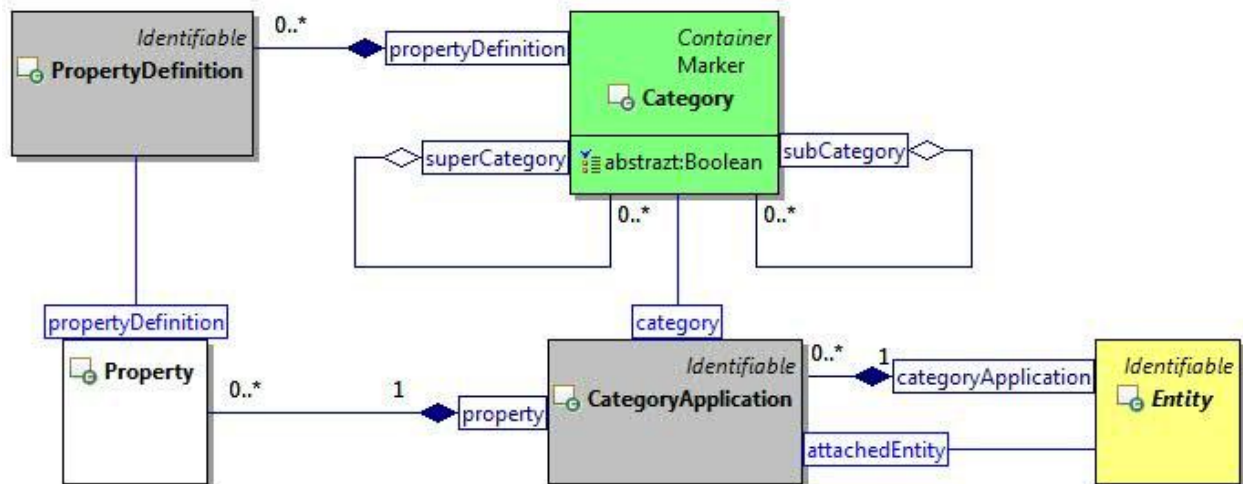 Identifiable
PropertyDefinition
0..*
propertyDefinition
Container
Marker
Category
superCategory
abstrazt:Boolean
subCategory
0..*
0..*
propertyDefinition
Property
0..*
1
property
category
Identifiable
CategoryApplication
0..*
1
categoryApplication
attachedEntity
Identifiable
Entity